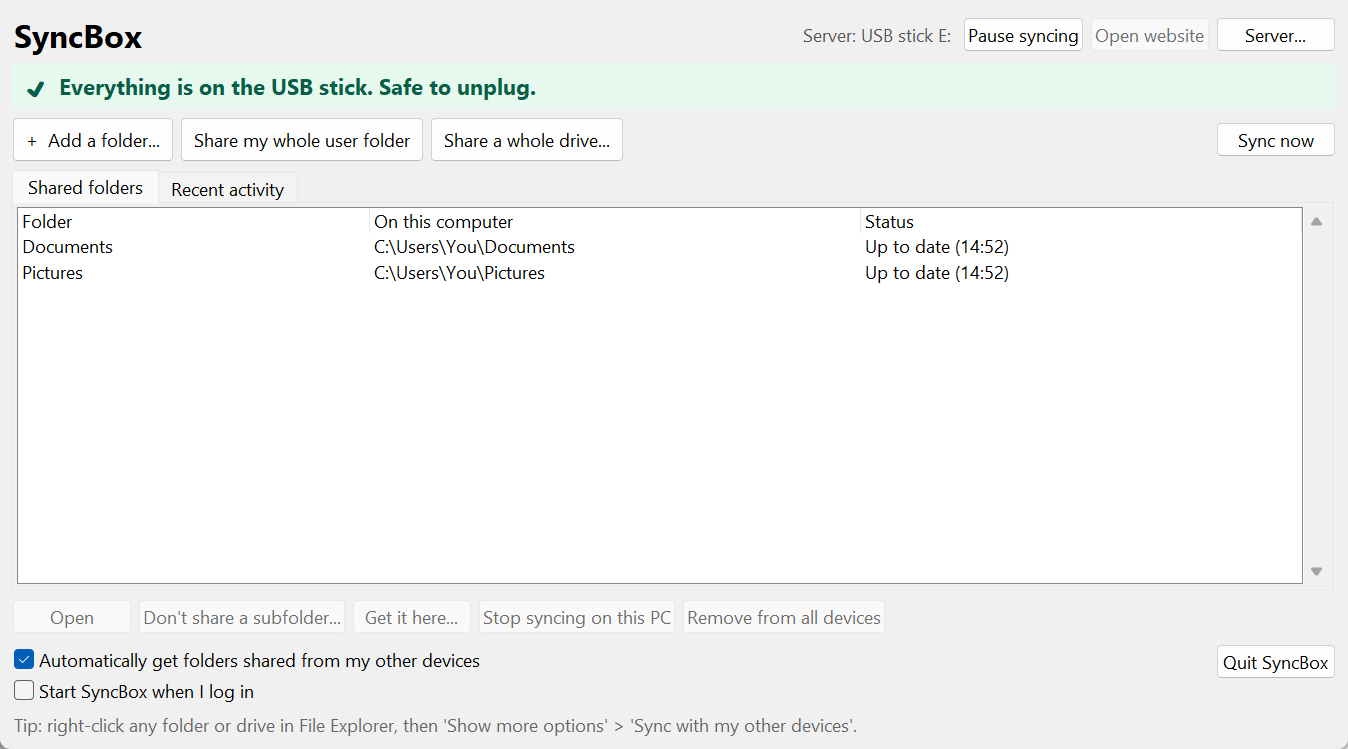 SyncBox
Server: USB stick E: Pause syncing Open website Server...
✔ Everything is on the USB stick. Safe to unplug.
+ Add a folder... Share my whole user folder Share a whole drive... Sync now
Shared folders Recent activity
Folder On this computer Status
Documents C:\Users\You\Documents Up to date (14:52)
Pictures C:\Users\You\Pictures Up to date (14:52)
Open Don't share a subfolder... Get it here... Stop syncing on this PC Remove from all devices
Automatically get folders shared from my other devices
Quit SyncBox
Start SyncBox when I log in
Tip: right-click any folder or drive in File Explorer, then 'Show more options' > 'Sync with my other devices'.